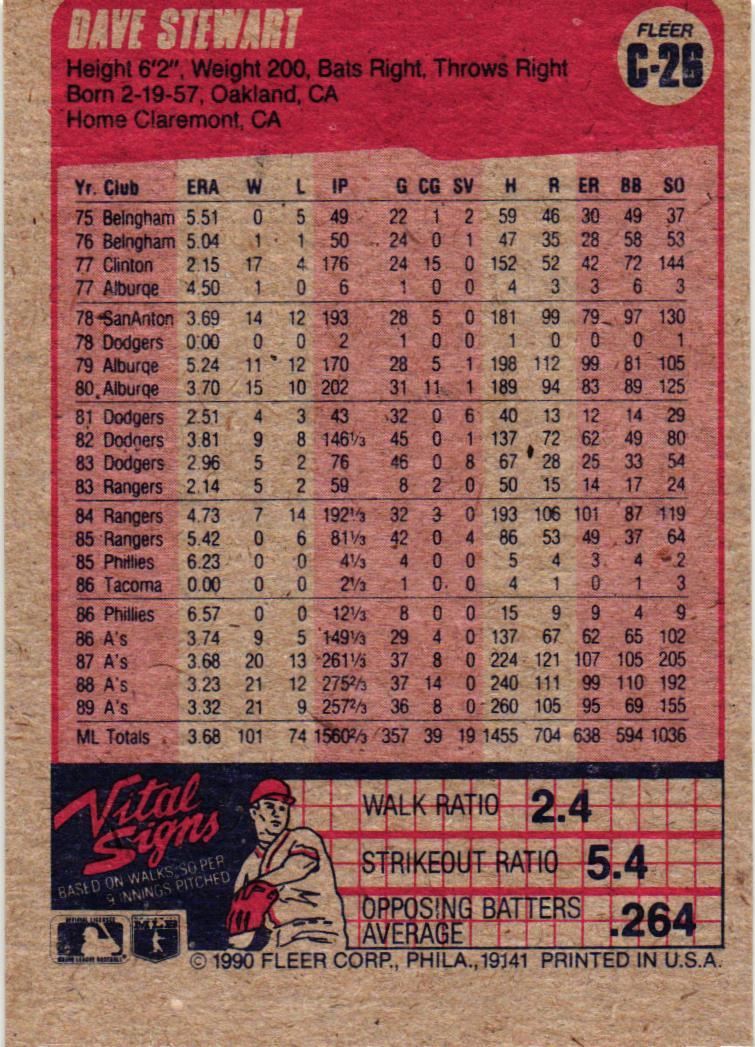 DAVE STEWART
FLEER
C-26
Height 6'2", Weight 200, Bats Right, Throws Right
Born 2-19-57, Oakland, CA
Home Claremont, CA
Yr. Club ERA W L IP G CG SV H R ER BB SO
75 Belngham 5.51 0 5 49 22 1 2 59 46 30 49 37
76 Belngham 5.04 1 1 50 24 0 1 47 35 28 58 53
77 Clinton 2.15 17 4 176 24 15 0 152 52 42 72 144
77 Alburqe 4.50 1 0 6 1 0 0 4 3 3 6 3
78 SanAnton 3.69 14 12 193 28 5 0 181 99 79 97 130
78 Dodgers 0.00 0 0 2 1 0 0 1 0 0 0 1
79 Alburqe 5.24 11 12 170 28 5 1 198 112 99 81 105
80 Alburqe 3.70 15 10 202 31 11 1 189 94 83 89 125
81 Dodgers 2.51 4 3 43 32 0 6 40 13 12 14 29
82 Dodgers 3.81 9 8 146⅓ 45 0 1 137 72 62 49 80
83 Dodgers 2.96 5 2 76 46 0 8 67 28 25 33 54
83 Rangers 2.14 5 2 59 8 2 0 50 15 14 17 24
84 Rangers 4.73 7 14 192⅓ 32 3 0 193 106 101 87 119
85 Rangers 5.42 0 6 81⅓ 42 0 4 86 53 49 37 64
85 Phillies 6.23 0 0 4⅓ 4 0 0 5 4 3 4 2
86 Tacoma 0.00 0 0 2⅓ 1 0 0 4 1 0 1 3
86 Phillies 6.57 0 0 12⅓ 8 0 0 15 9 9 4 9
86 A's 3.74 9 5 149⅓ 29 4 0 137 67 62 65 102
87 A's 3.68 20 13 261⅓ 37 8 0 224 121 107 105 205
88 A's 3.23 21 12 275⅔ 37 14 0 240 111 99 110 192
89 A's 3.32 21 9 257⅔ 36 8 0 260 105 95 69 155
ML Totals 3.68 101 74 1560⅔ 357 39 19 1455 704 638 594 1036
Vital
Signs
BASED ON WALKS, SO PER
9 INNINGS PITCHED
WALK RATIO 2.4
STRIKEOUT RATIO 5.4
OPPOSING BATTERS
AVERAGE .264
OFFICIAL LICENSEE
MAJOR LEAGUE BASEBALL
MLB
© 1990 FLEER CORP., PHILA., 19141 PRINTED IN U.S.A.